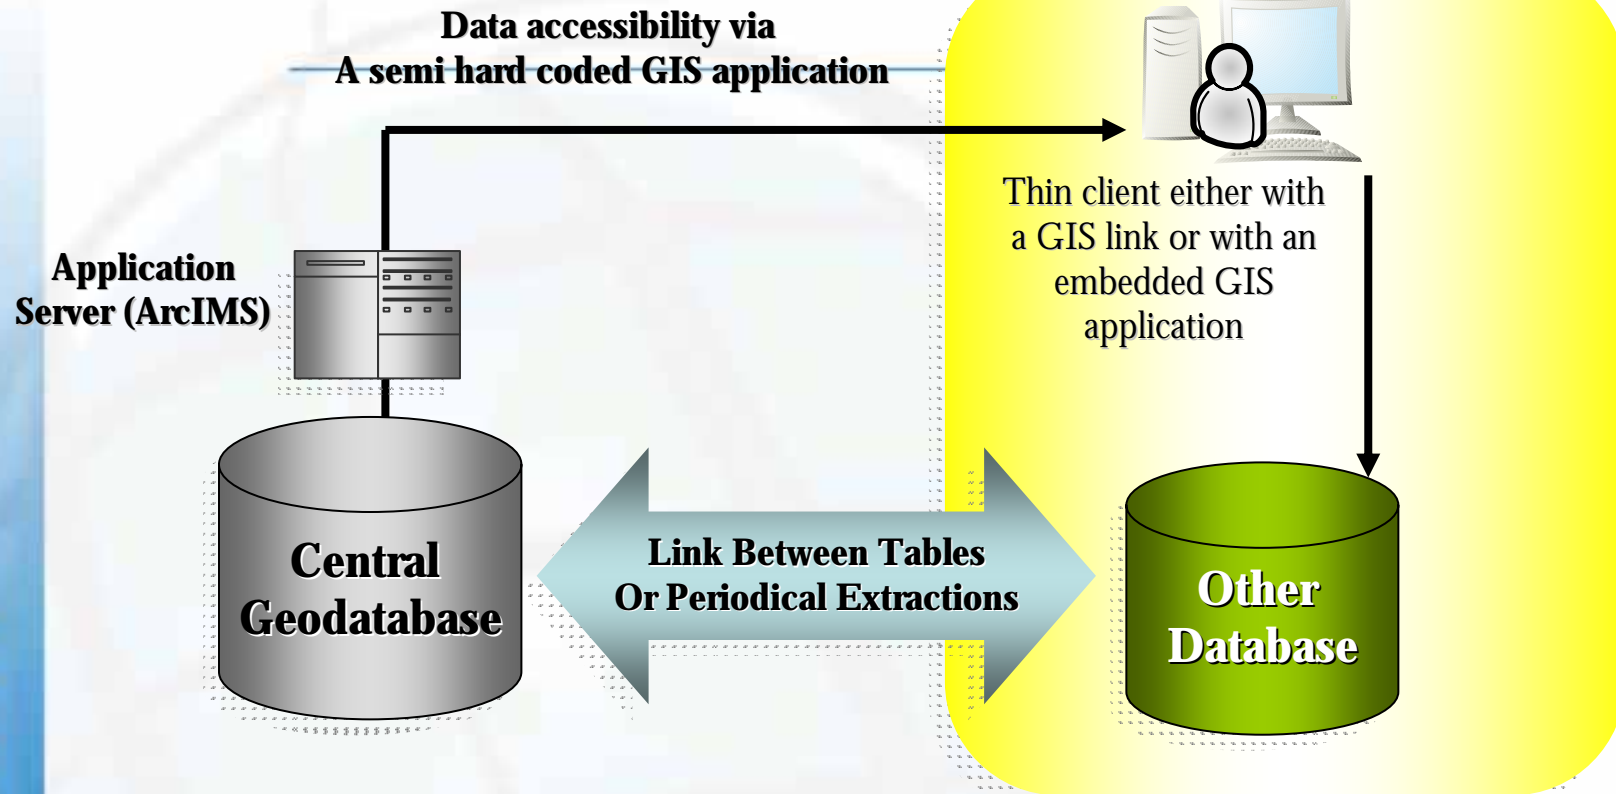 Data accessibility via
A semi hard coded GIS application
Thin client either with
a GIS link or with an
embedded GIS
application
Application
Server (ArcIMS)
Central
Geodatabase
Link Between Tables
Or Periodical Extractions
Other
Database